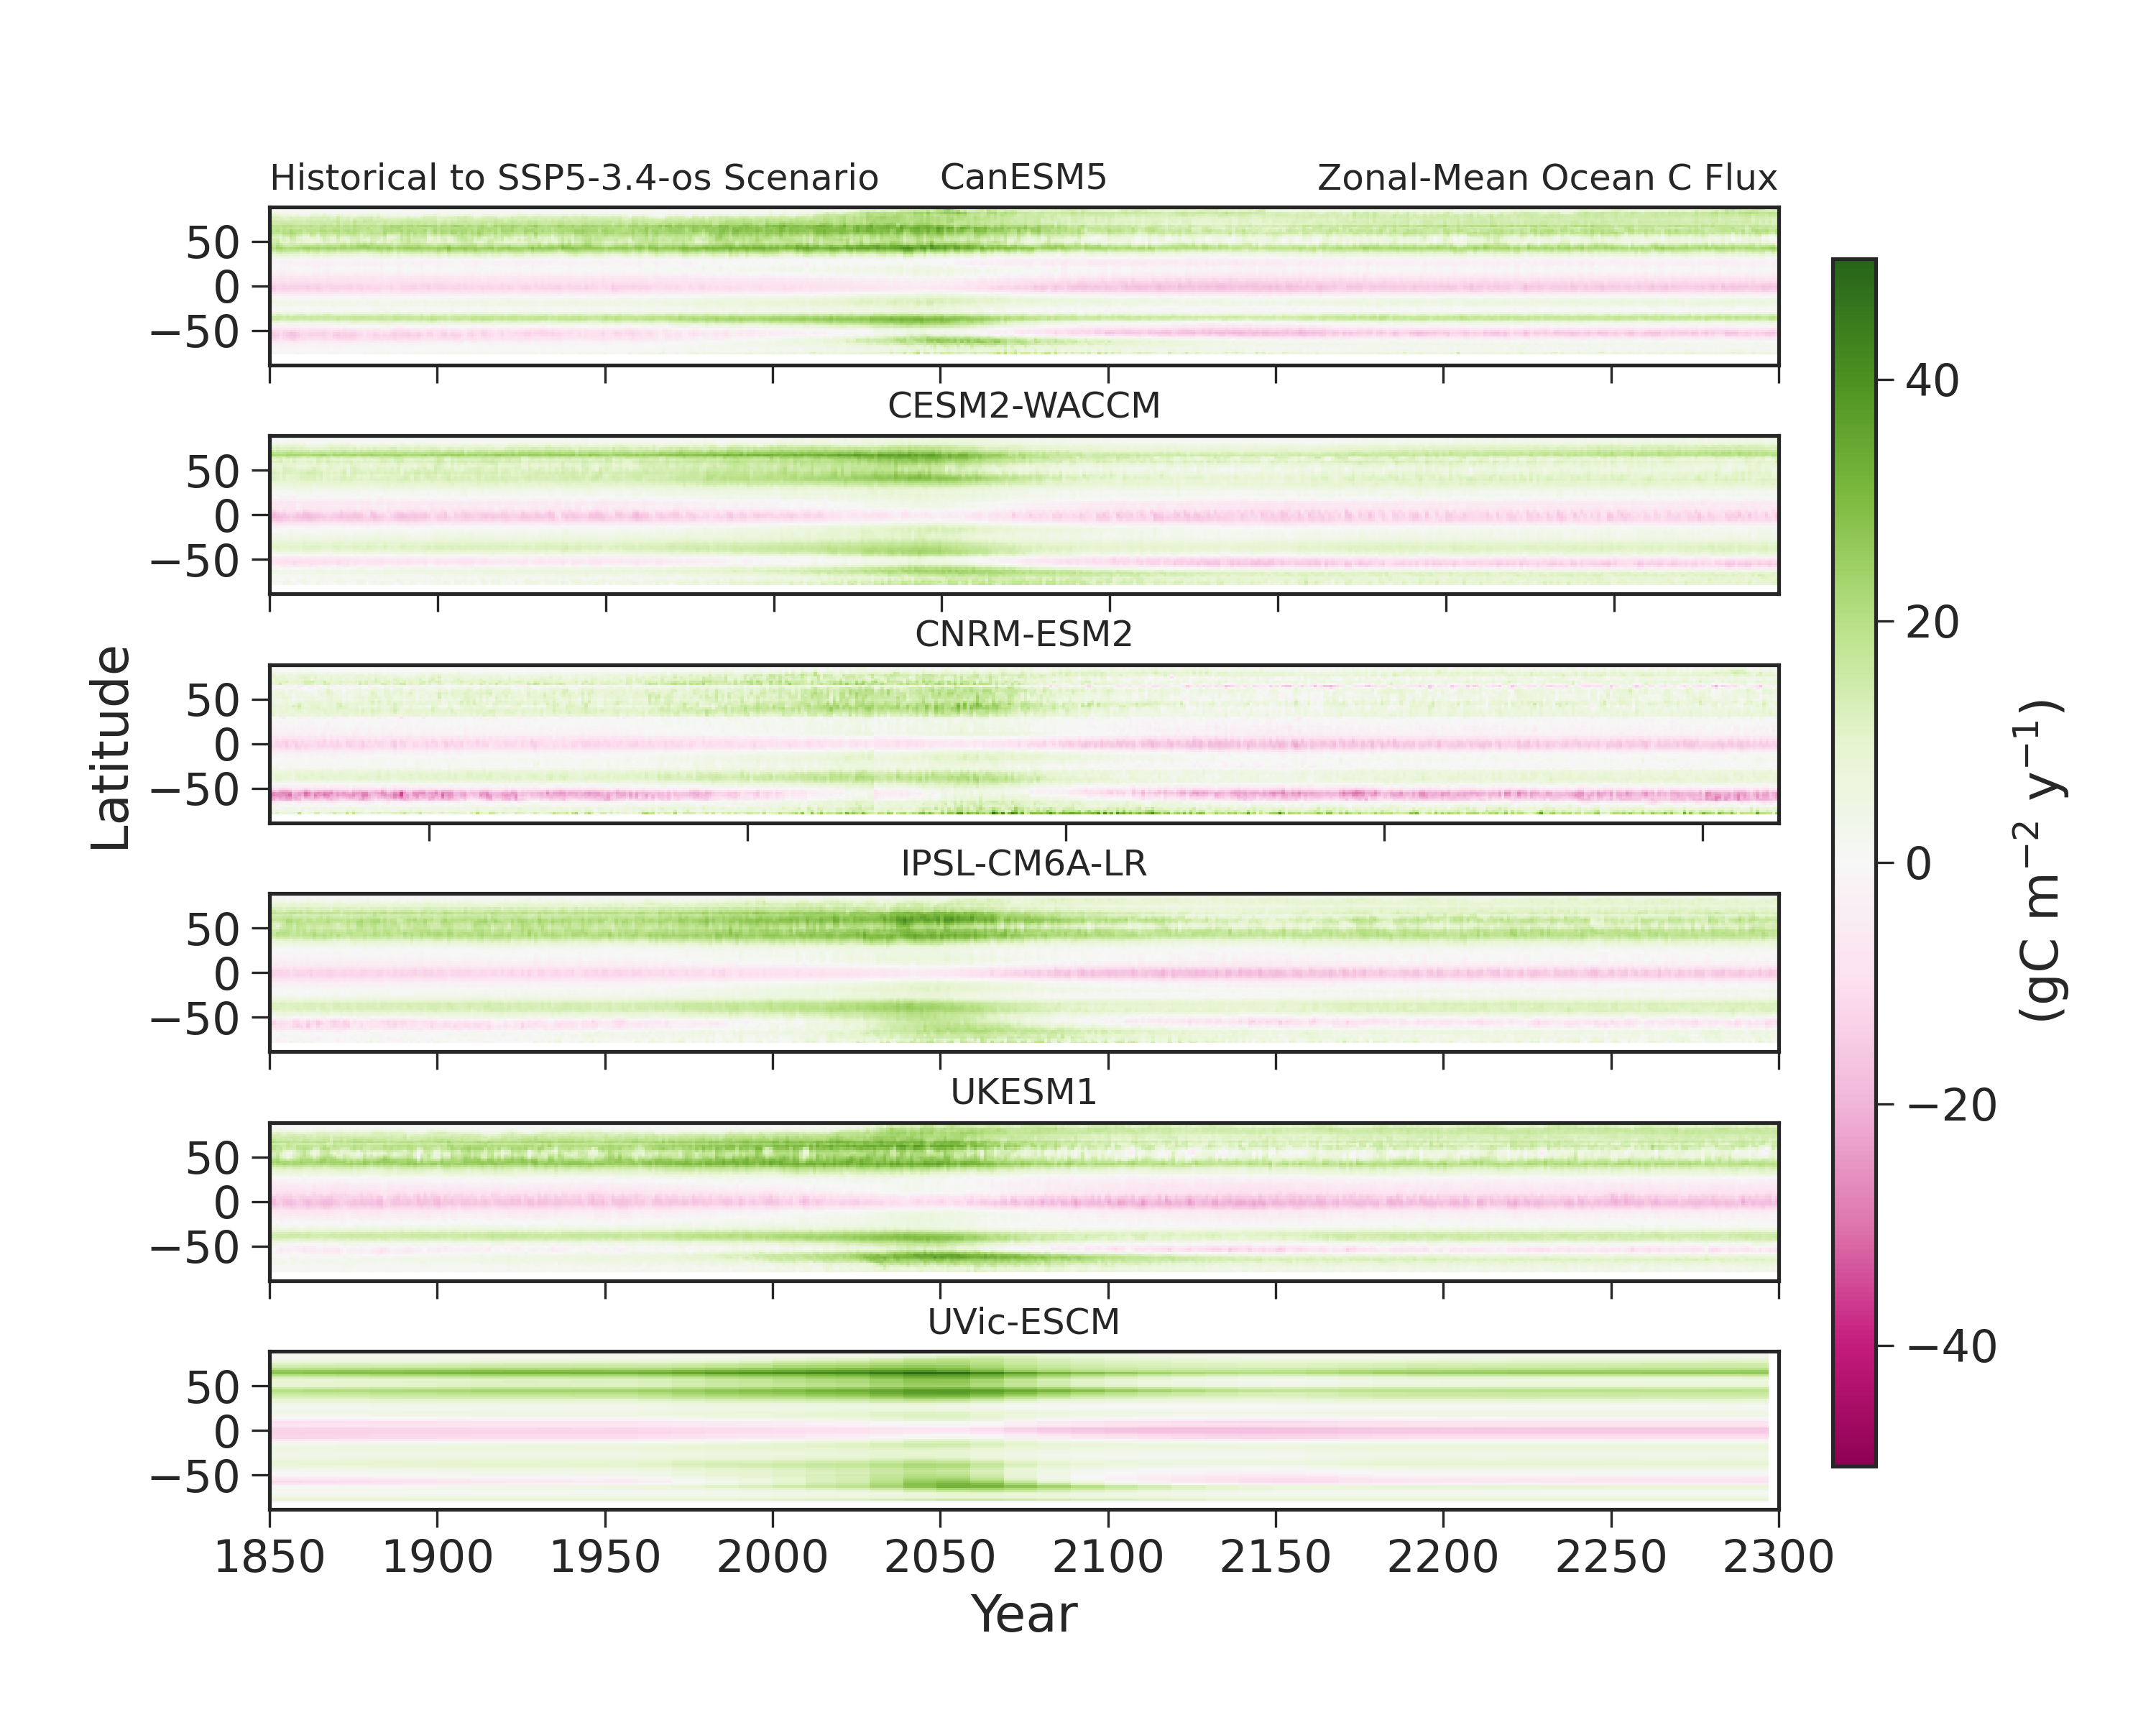 Historical to SSP5-3.4-os Scenario CanESM5 Zonal-Mean Ocean C Flux
50
0
−50
CESM2-WACCM
50
0
−50
CNRM-ESM2
50
0
−50
IPSL-CM6A-LR
50
0
−50
UKESM1
50
0
−50
UVic-ESCM
50
0
−50
1850 1900 1950 2000 2050 2100 2150 2200 2250 2300
Year
Latitude
40
20
0
−20
−40
(gC m⁻² y⁻¹)